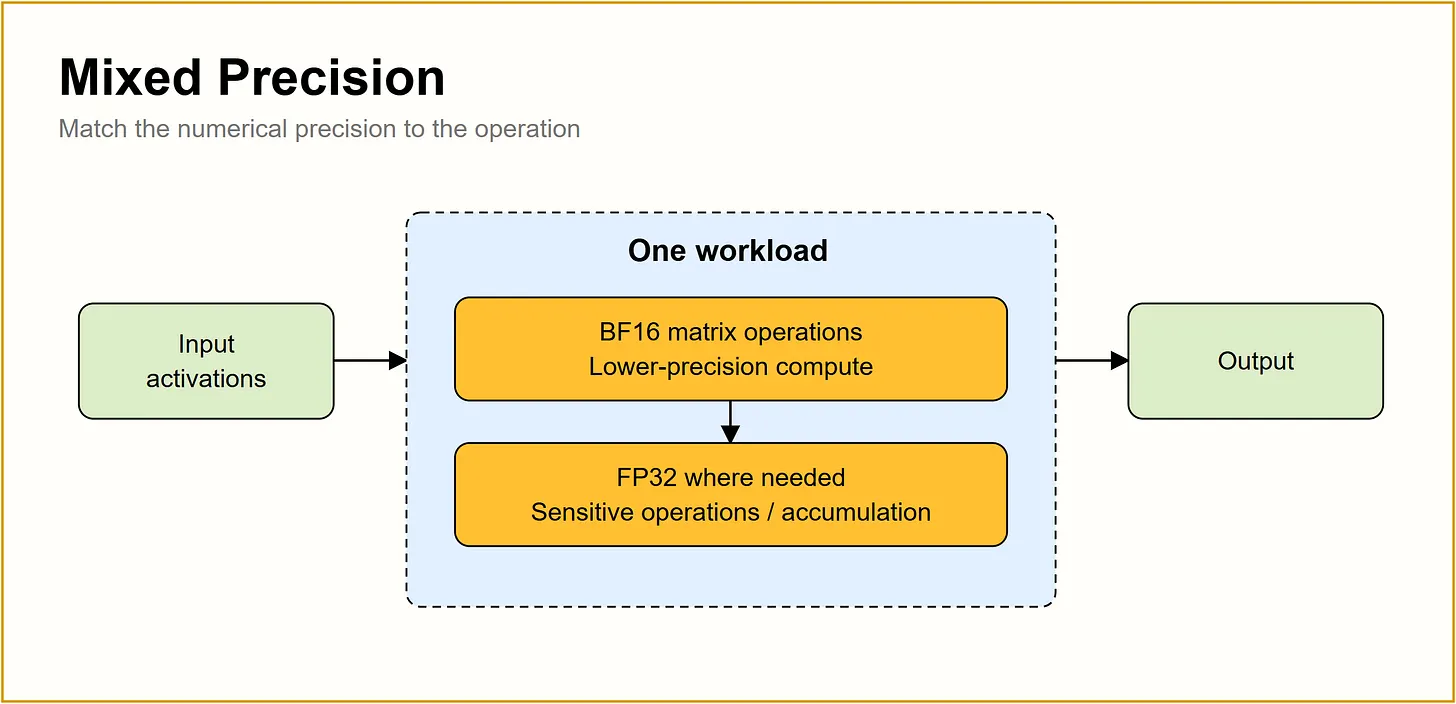 Mixed Precision
Match the numerical precision to the operation
One workload
Input
activations
BF16 matrix operations
Lower-precision compute
FP32 where needed
Sensitive operations / accumulation
Output